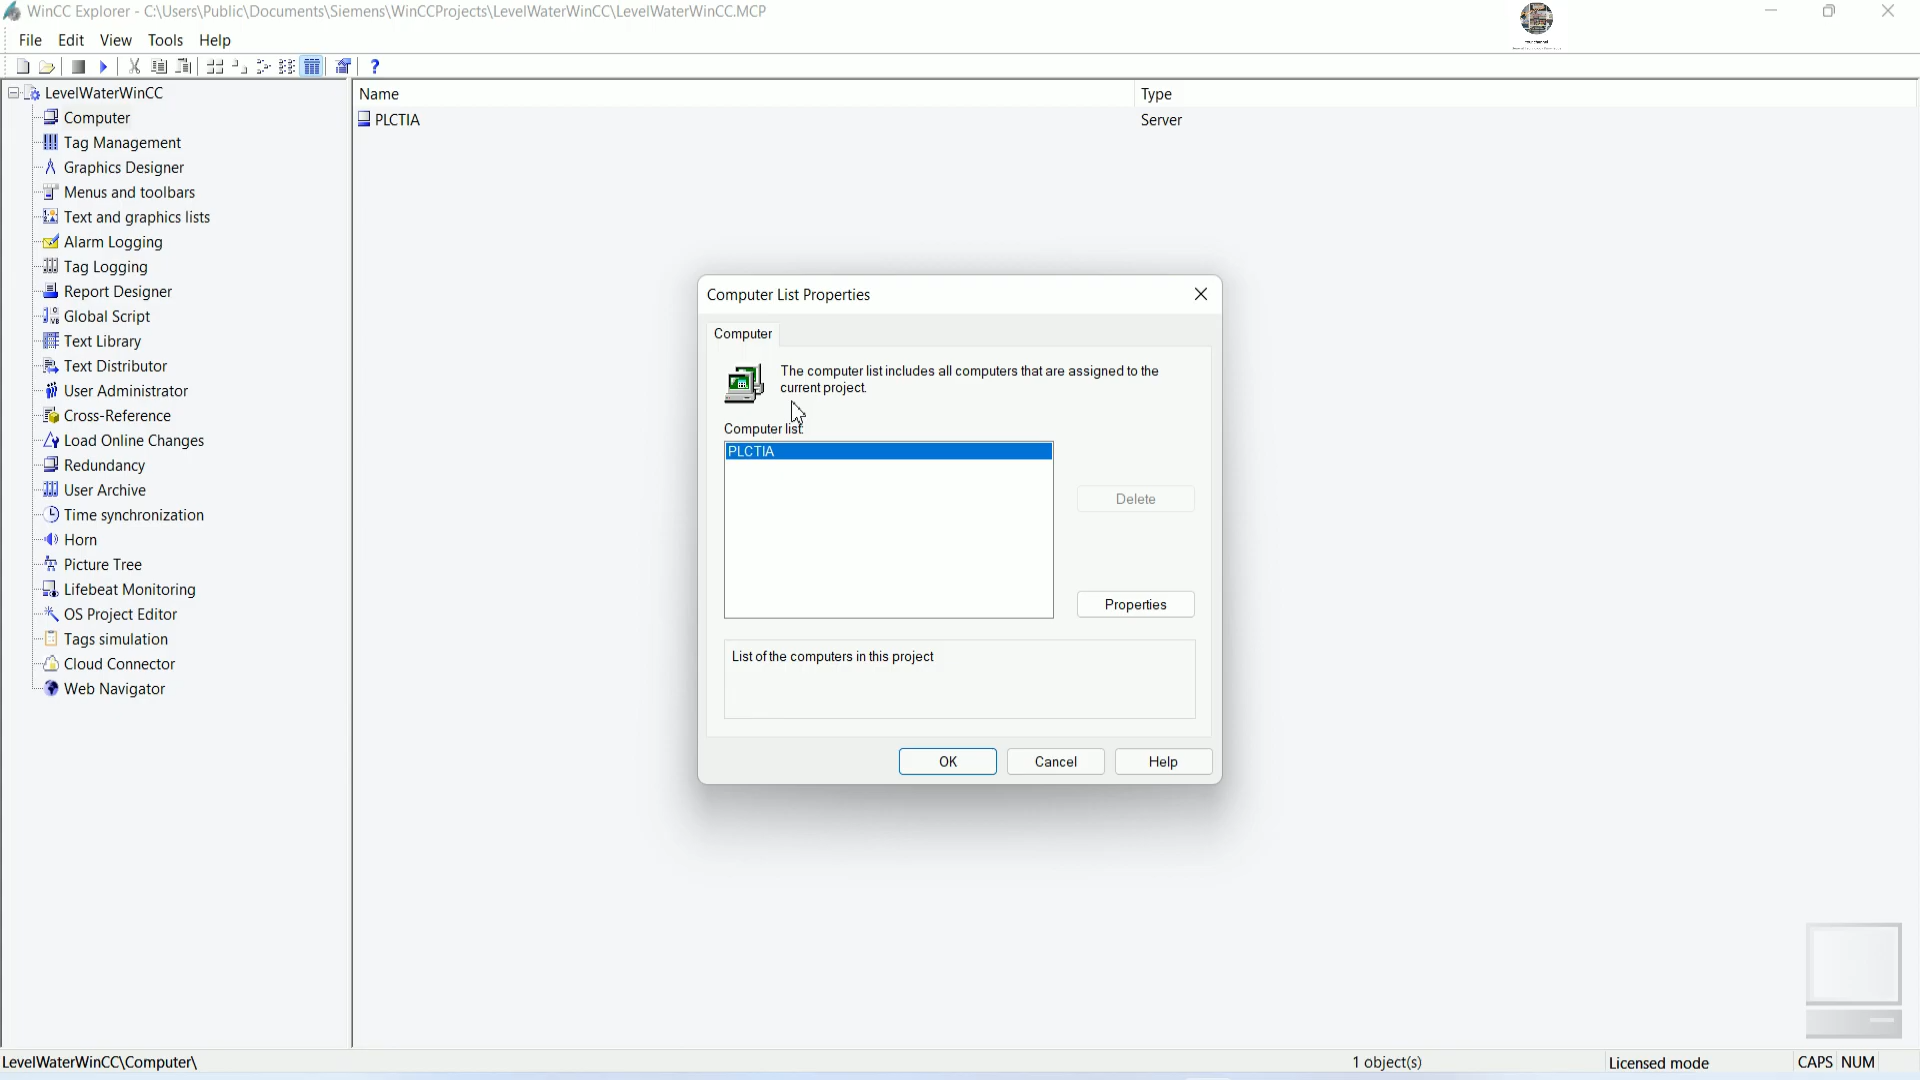 WinCC Explorer - C:\Users\Public\Documents\Siemens\WinCCProjects\LevelWaterWinCC\LevelWaterWinCC.MCP
File Edit View Tools Help
LevelWaterWinCC
Computer
Tag Management
Graphics Designer
Menus and toolbars
Text and graphics lists
Alarm Logging
Tag Logging
Report Designer
Global Script
Text Library
Text Distributor
User Administrator
Cross-Reference
Load Online Changes
Redundancy
User Archive
Time synchronization
Horn
Picture Tree
Lifebeat Monitoring
OS Project Editor
Tags simulation
Cloud Connector
Web Navigator
Name Type
PLCTIA Server
Computer List Properties
Computer
The computer list includes all computers that are assigned to the
current project.
Computer list:
PLCTIA
Delete
Properties
List of the computers in this project
OK Cancel Help
LevelWaterWinCC\Computer\ 1 object(s) Licensed mode CAPS NUM